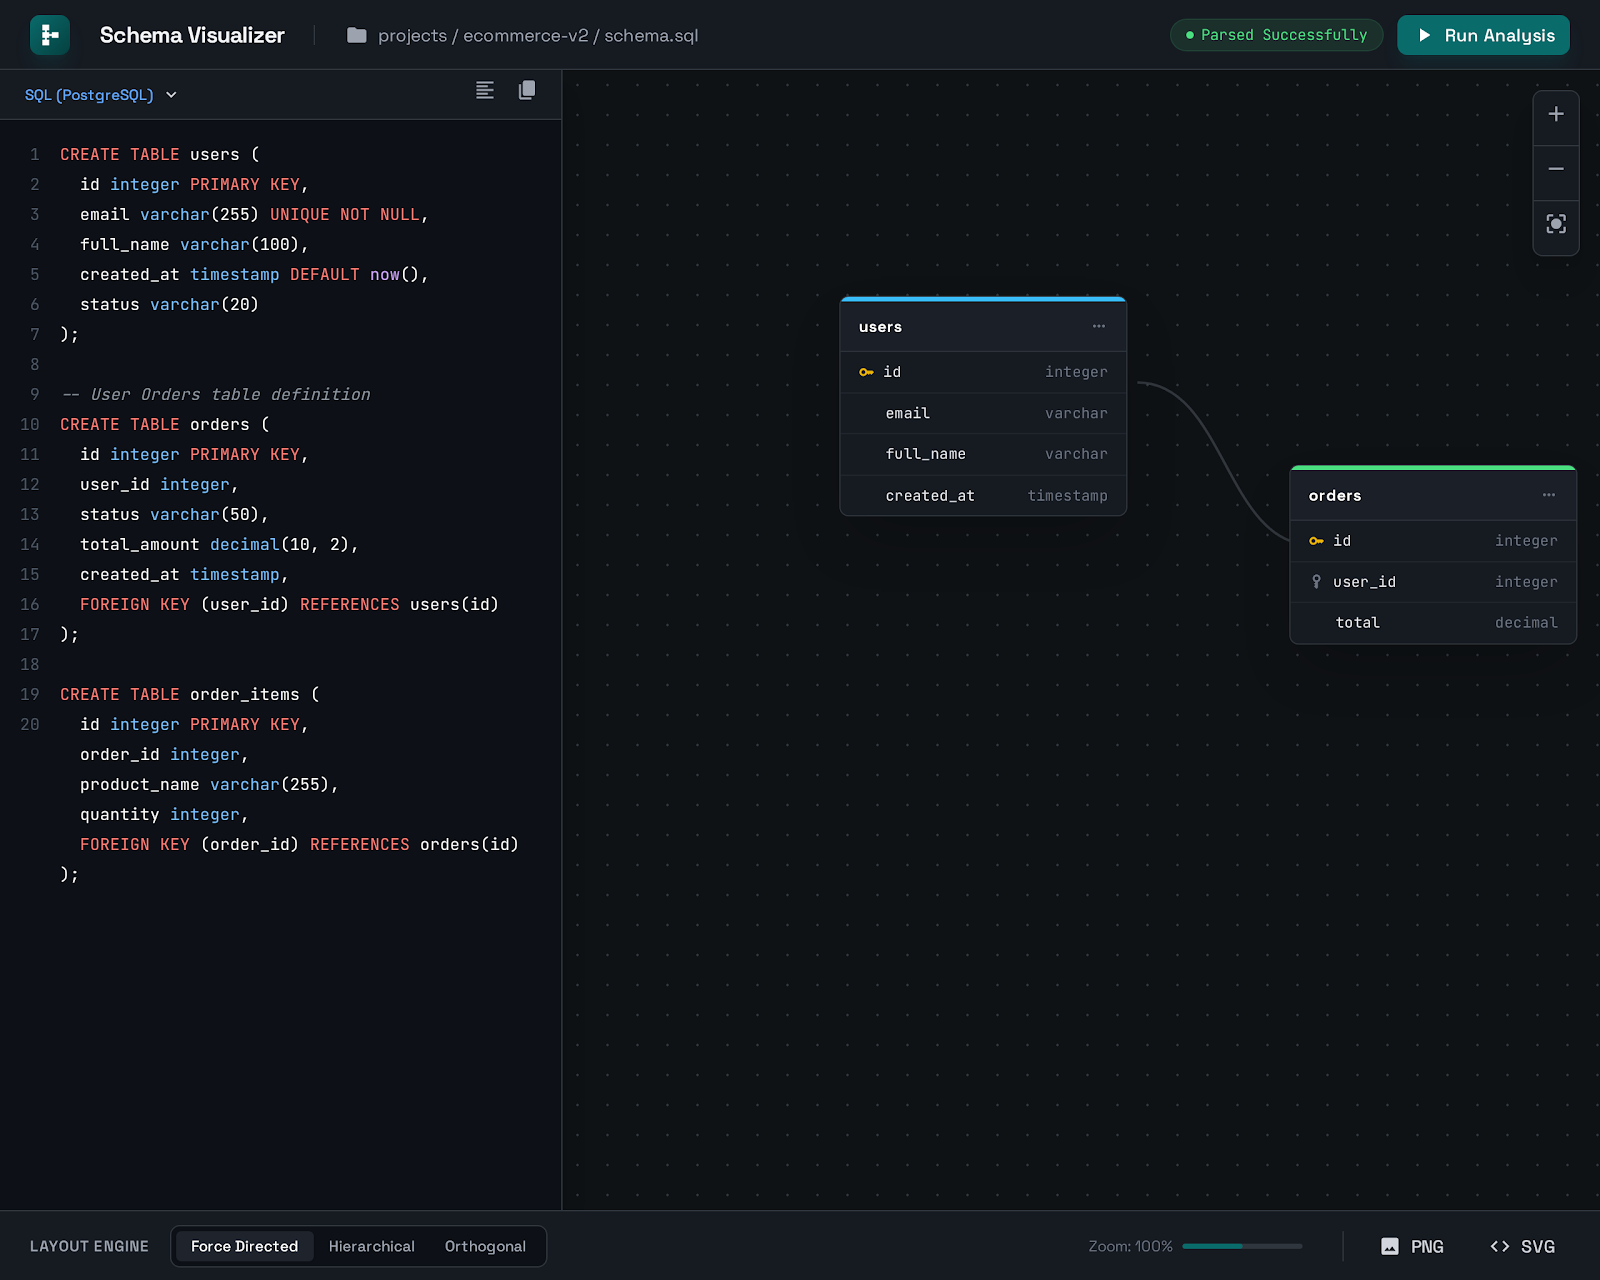 Schema Visualizer
projects / ecommerce-v2 / schema.sql
Parsed Successfully
Run Analysis
SQL (PostgreSQL)
1 CREATE TABLE users (
2 id integer PRIMARY KEY,
3 email varchar(255) UNIQUE NOT NULL,
4 full_name varchar(100),
5 created_at timestamp DEFAULT now(),
6 status varchar(20)
7 );
8
9 -- User Orders table definition
10 CREATE TABLE orders (
11 id integer PRIMARY KEY,
12 user_id integer,
13 status varchar(50),
14 total_amount decimal(10, 2),
15 created_at timestamp,
16 FOREIGN KEY (user_id) REFERENCES users(id)
17 );
18
19 CREATE TABLE order_items (
20 id integer PRIMARY KEY,
order_id integer,
product_name varchar(255),
quantity integer,
FOREIGN KEY (order_id) REFERENCES orders(id)
);
users
id integer
email varchar
full_name varchar
created_at timestamp
orders
id integer
user_id integer
total decimal
LAYOUT ENGINE
Force Directed
Hierarchical
Orthogonal
Zoom: 100%
PNG
SVG